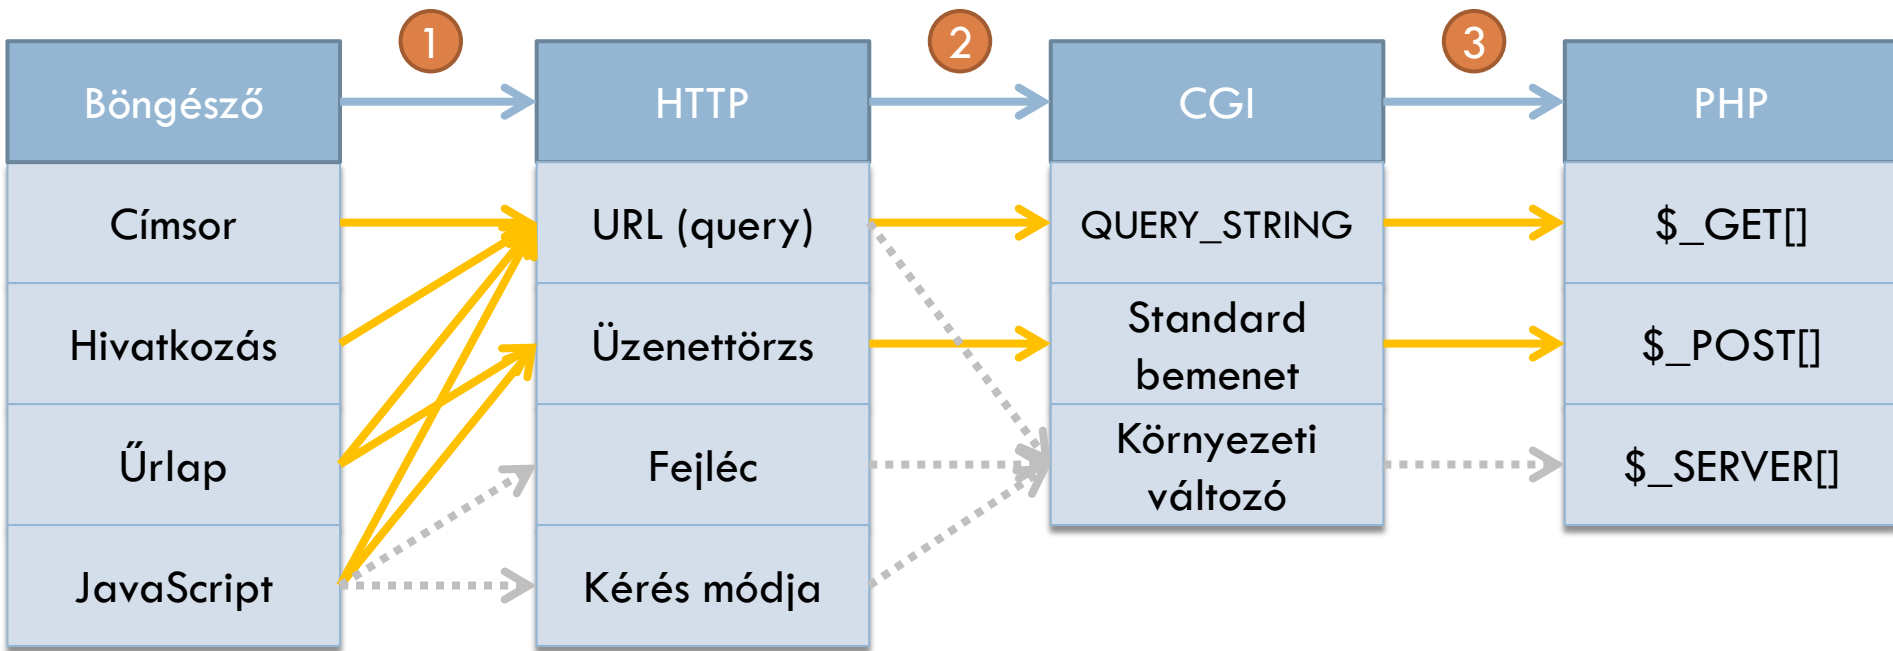 1
2
3
Böngésző
HTTP
CGI
PHP
Címsor
URL (query)
QUERY_STRING
$_GET[]
Hivatkozás
Üzenettörzs
Standard
bemenet
$_POST[]
Űrlap
Fejléc
Környezeti
változó
$_SERVER[]
JavaScript
Kérés módja